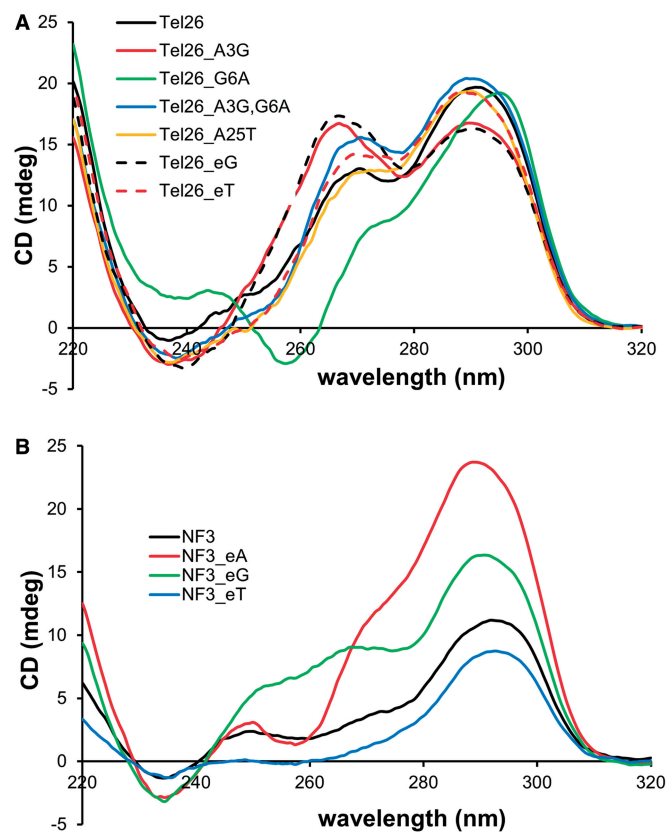 A
25
20
15
10
5
0
-5
CD (mdeg)
Tel26
Tel26_A3G
Tel26_G6A
Tel26_A3G,G6A
Tel26_A25T
Tel26_eG
Tel26_eT
220 240 260 280 300 320
wavelength (nm)
B
25
20
15
10
5
0
-5
CD (mdeg)
NF3
NF3_eA
NF3_eG
NF3_eT
220 240 260 280 300 320
wavelength (nm)